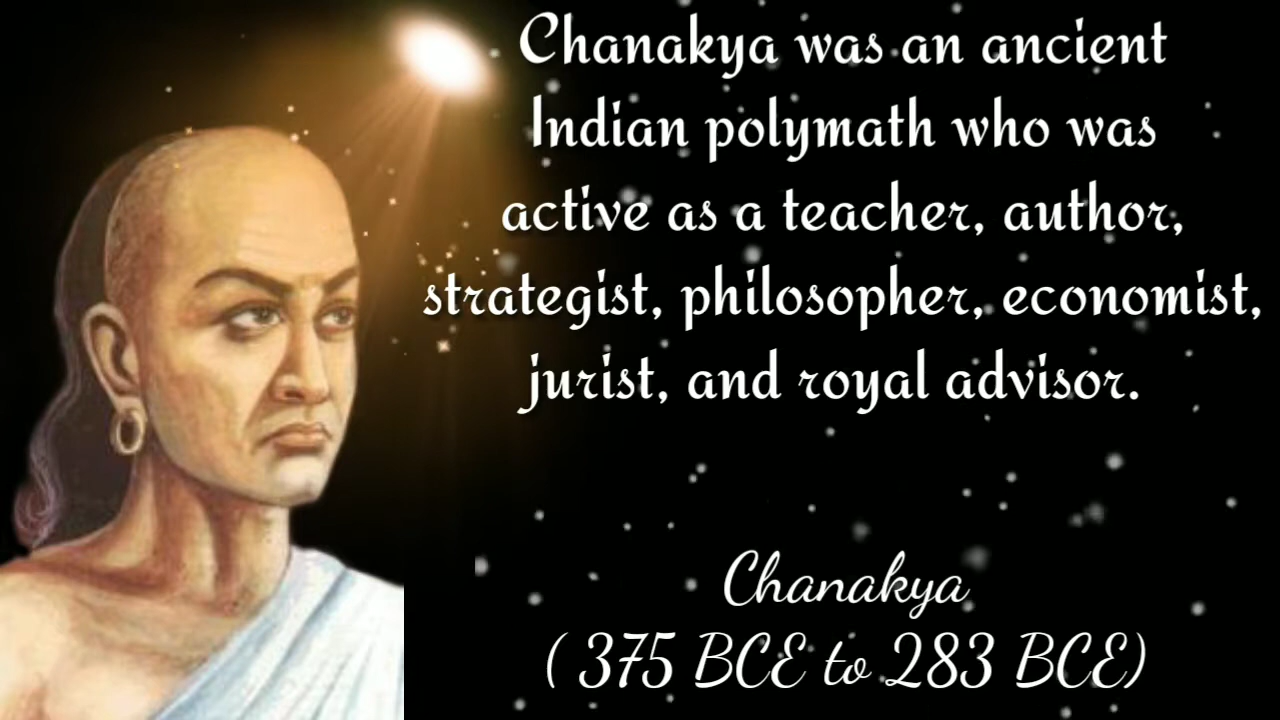 Chanakya was an ancient
Indian polymath who was
active as a teacher, author,
strategist, philosopher, economist,
jurist, and royal advisor.
Chanakya
( 375 BCE to 283 BCE)